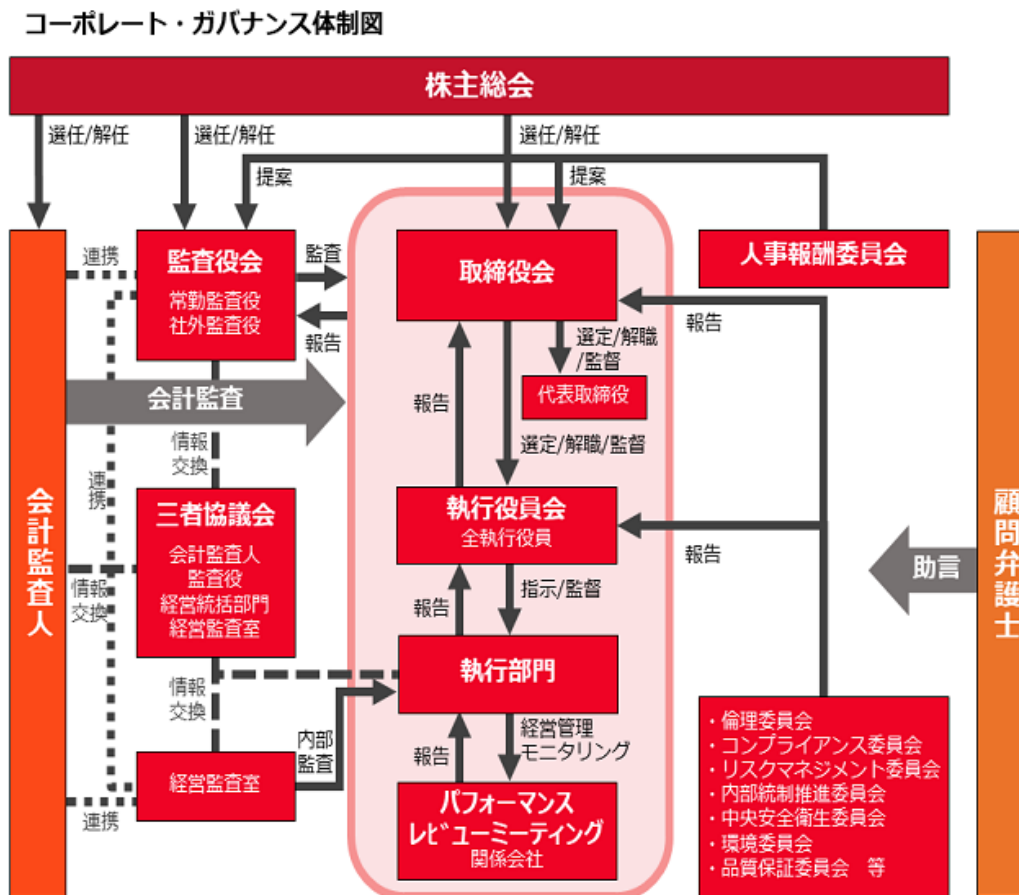 コーポレート・ガバナンス体制図
株主総会
選任/解任
選任/解任
選任/解任
提案
提案
監査役会
常勤監査役
社外監査役
連携
監査
報告
取締役会
人事報酬委員会
報告
選定/解職
/監督
代表取締役
会計監査
報告
選定/解職/監督
情報
交換
連携
会計監査人
三者協議会
会計監査人
監査役
経営統括部門
経営監査室
情報
交換
執行役員会
全執行役員
報告
顧問弁護士
助言
報告
指示/監督
執行部門
情報
交換
内部
監査
報告
経営管理
モニタリング
経営監査室
連携
パフォーマンス
レビューミーティング
関係会社
・倫理委員会
・コンプライアンス委員会
・リスクマネジメント委員会
・内部統制推進委員会
・中央安全衛生委員会
・環境委員会
・品質保証委員会　等